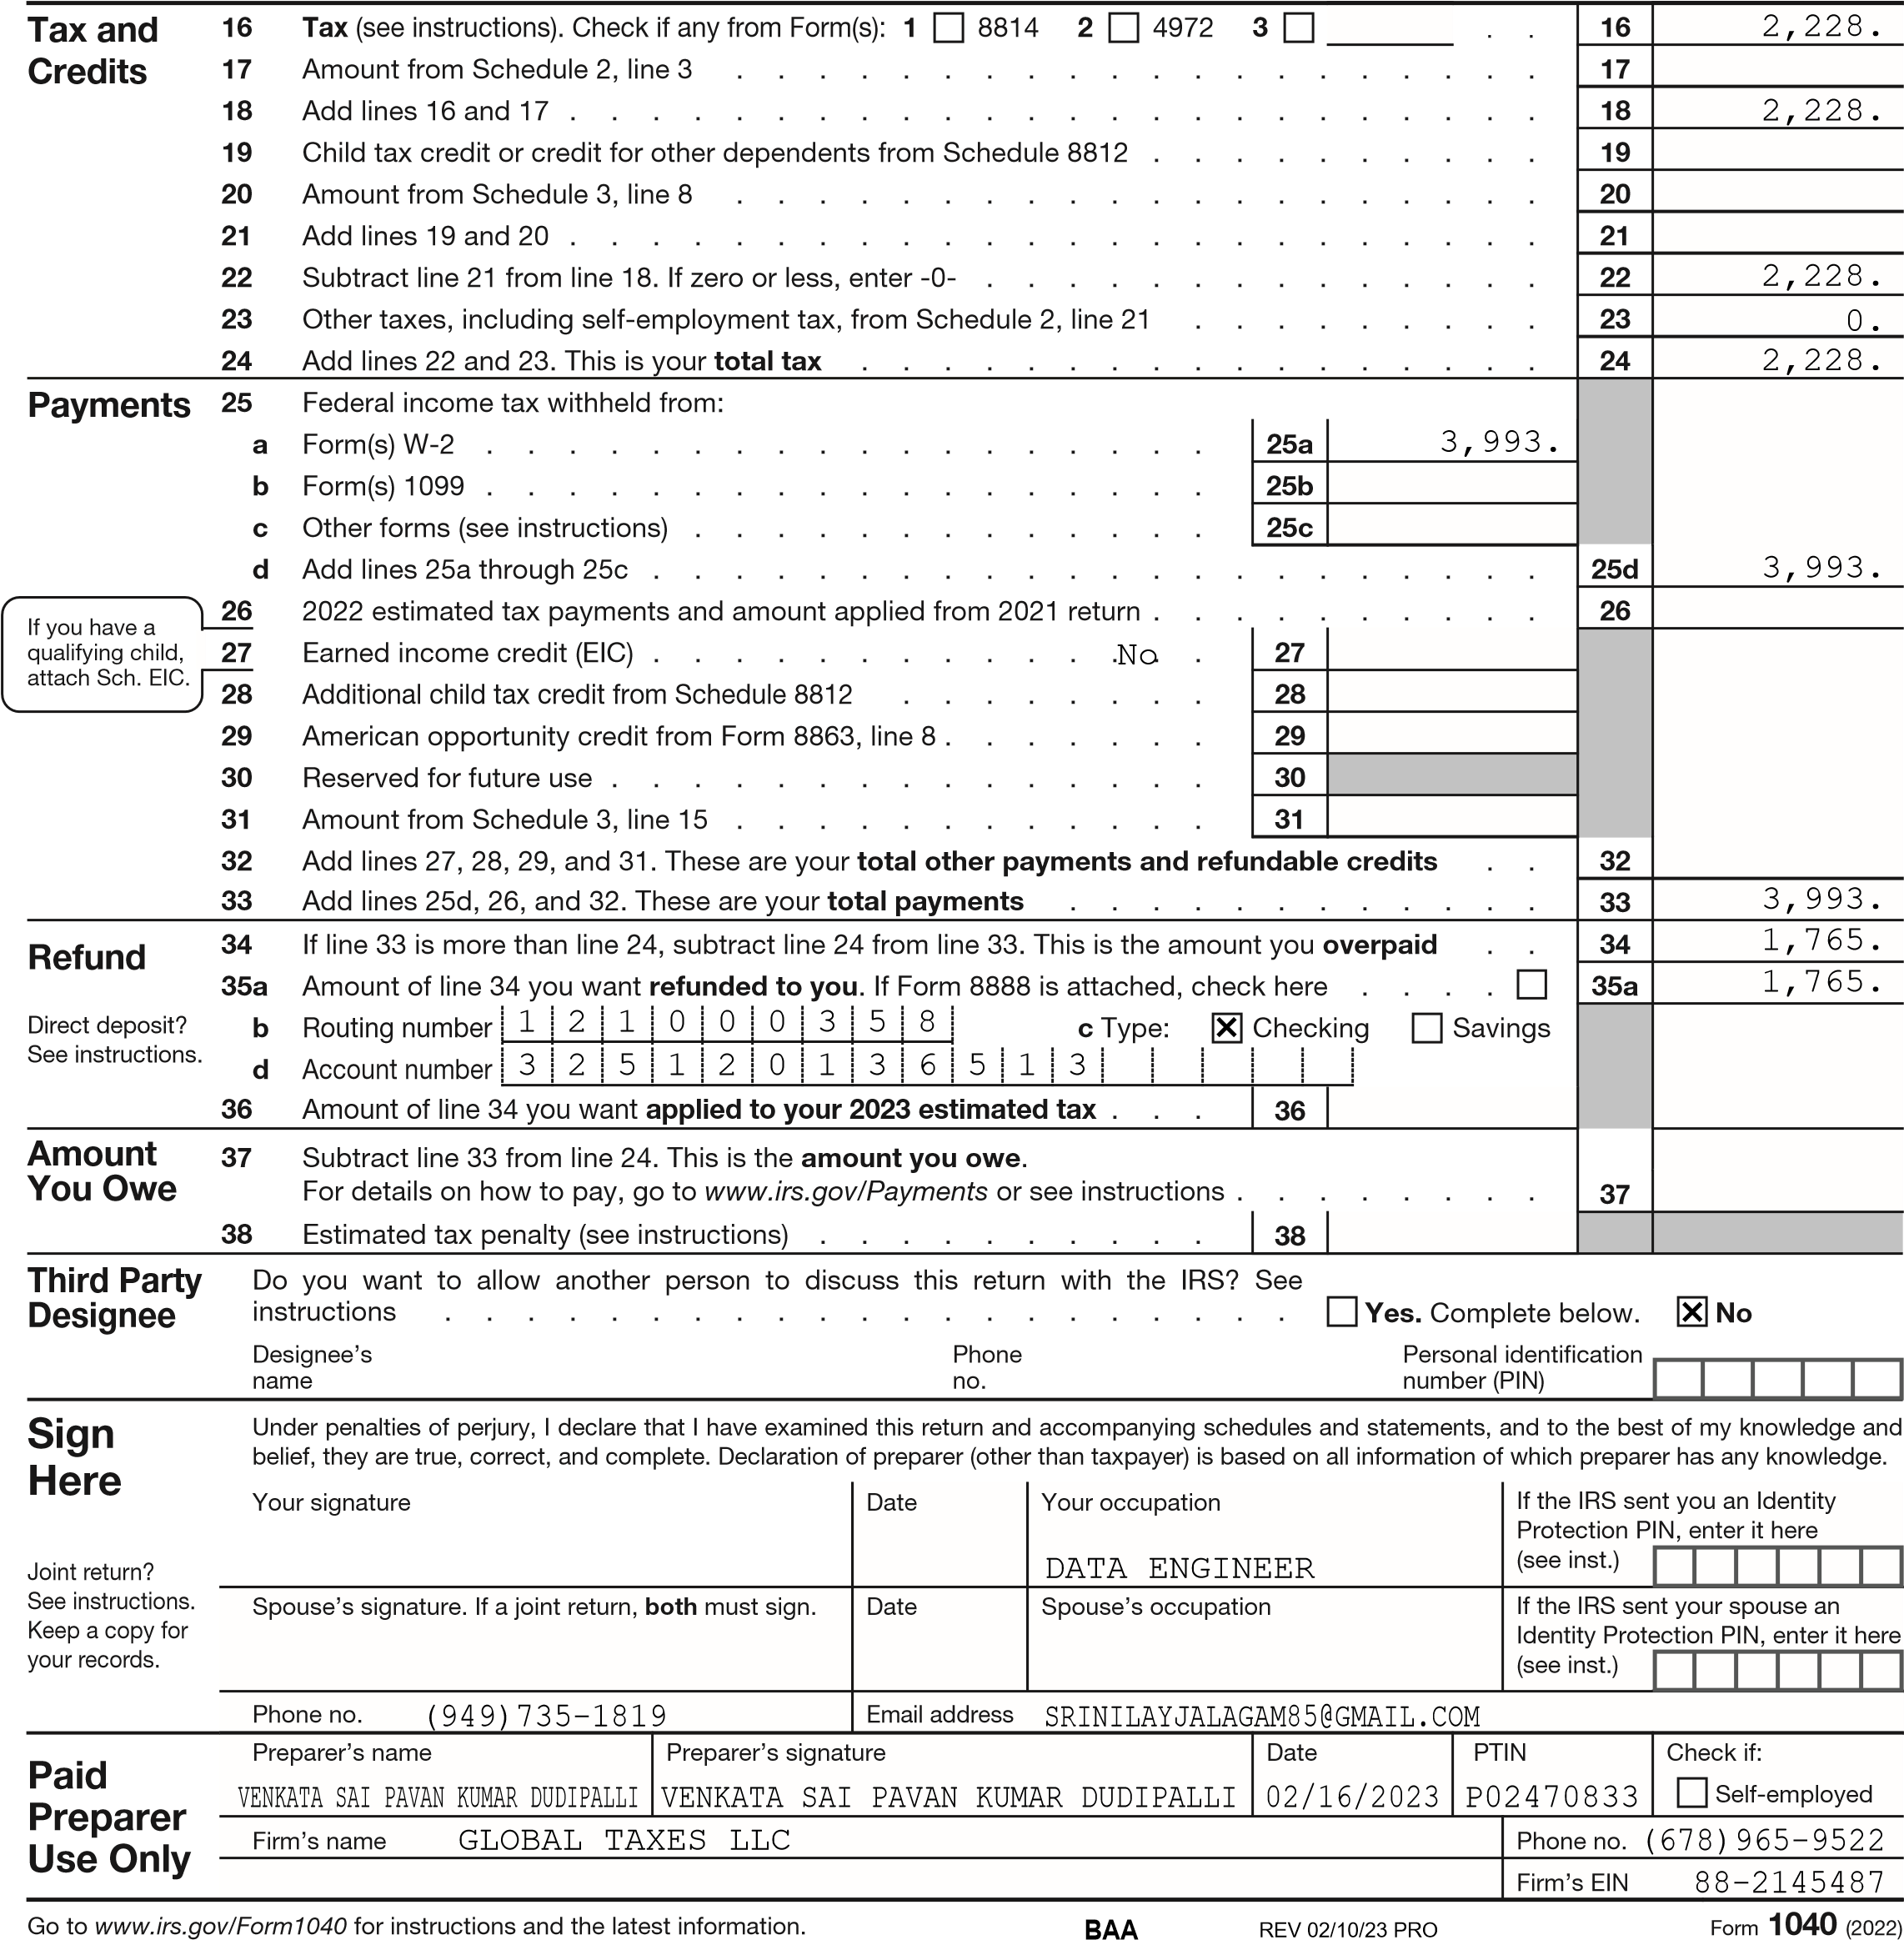 Tax and Credits
16 Tax (see instructions). Check if any from Form(s): 1 8814 2 4972 3 . . 16 2,228.
17 Amount from Schedule 2, line 3 . . . . . . . . . . . . . . . . . . . . 17
18 Add lines 16 and 17 . . . . . . . . . . . . . . . . . . . . . . . . 18 2,228.
19 Child tax credit or credit for other dependents from Schedule 8812 . . . . . . . . . . 19
20 Amount from Schedule 3, line 8 . . . . . . . . . . . . . . . . . . . . 20
21 Add lines 19 and 20 . . . . . . . . . . . . . . . . . . . . . . . . 21
22 Subtract line 21 from line 18. If zero or less, enter -0- . . . . . . . . . . . . . . 22 2,228.
23 Other taxes, including self-employment tax, from Schedule 2, line 21 . . . . . . . . . 23 0.
24 Add lines 22 and 23. This is your total tax . . . . . . . . . . . . . . . . . 24 2,228.
Payments
25 Federal income tax withheld from:
a Form(s) W-2 . . . . . . . . . . . . . . . . . . 25a 3,993.
b Form(s) 1099 . . . . . . . . . . . . . . . . . . 25b
c Other forms (see instructions) . . . . . . . . . . . . . 25c
d Add lines 25a through 25c . . . . . . . . . . . . . . . . . . . . . . 25d 3,993.
If you have a qualifying child, attach Sch. EIC.
26 2022 estimated tax payments and amount applied from 2021 return . . . . . . . . . . 26
27 Earned income credit (EIC) . . . . . . . . . . . . No . 27
28 Additional child tax credit from Schedule 8812 . . . . . . . . 28
29 American opportunity credit from Form 8863, line 8 . . . . . . . 29
30 Reserved for future use . . . . . . . . . . . . . . . 30
31 Amount from Schedule 3, line 15 . . . . . . . . . . . . 31
32 Add lines 27, 28, 29, and 31. These are your total other payments and refundable credits . . 32
33 Add lines 25d, 26, and 32. These are your total payments . . . . . . . . . . . . 33 3,993.
Refund
34 If line 33 is more than line 24, subtract line 24 from line 33. This is the amount you overpaid . . 34 1,765.
35a Amount of line 34 you want refunded to you. If Form 8888 is attached, check here . . . . 35a 1,765.
Direct deposit? See instructions.
b Routing number 1 2 1 0 0 0 3 5 8 c Type: X Checking Savings
d Account number 3 2 5 1 2 0 1 3 6 5 1 3
36 Amount of line 34 you want applied to your 2023 estimated tax . . . 36
Amount You Owe
37 Subtract line 33 from line 24. This is the amount you owe.
For details on how to pay, go to www.irs.gov/Payments or see instructions . . . . . . . . 37
38 Estimated tax penalty (see instructions) . . . . . . . . . . 38
Third Party Designee
Do you want to allow another person to discuss this return with the IRS? See
instructions . . . . . . . . . . . . . . . . . . . . . Yes. Complete below. X No
Designee's name
Phone no.
Personal identification number (PIN)
Sign Here
Under penalties of perjury, I declare that I have examined this return and accompanying schedules and statements, and to the best of my knowledge and
belief, they are true, correct, and complete. Declaration of preparer (other than taxpayer) is based on all information of which preparer has any knowledge.
Joint return? See instructions. Keep a copy for your records.
Your signature
Date
Your occupation
DATA ENGINEER
If the IRS sent you an Identity
Protection PIN, enter it here
(see inst.)
Spouse's signature. If a joint return, both must sign.
Date
Spouse's occupation
If the IRS sent your spouse an
Identity Protection PIN, enter it here
(see inst.)
Phone no. (949)735-1819 Email address SRINILAYJALAGAM85@GMAIL.COM
Paid Preparer Use Only
Preparer's name
VENKATA SAI PAVAN KUMAR DUDIPALLI
Preparer's signature
VENKATA SAI PAVAN KUMAR DUDIPALLI
Date
02/16/2023
PTIN
P02470833
Check if:
Self-employed
Firm's name GLOBAL TAXES LLC Phone no. (678)965-9522
Firm's EIN 88-2145487
Go to www.irs.gov/Form1040 for instructions and the latest information. BAA REV 02/10/23 PRO Form 1040 (2022)